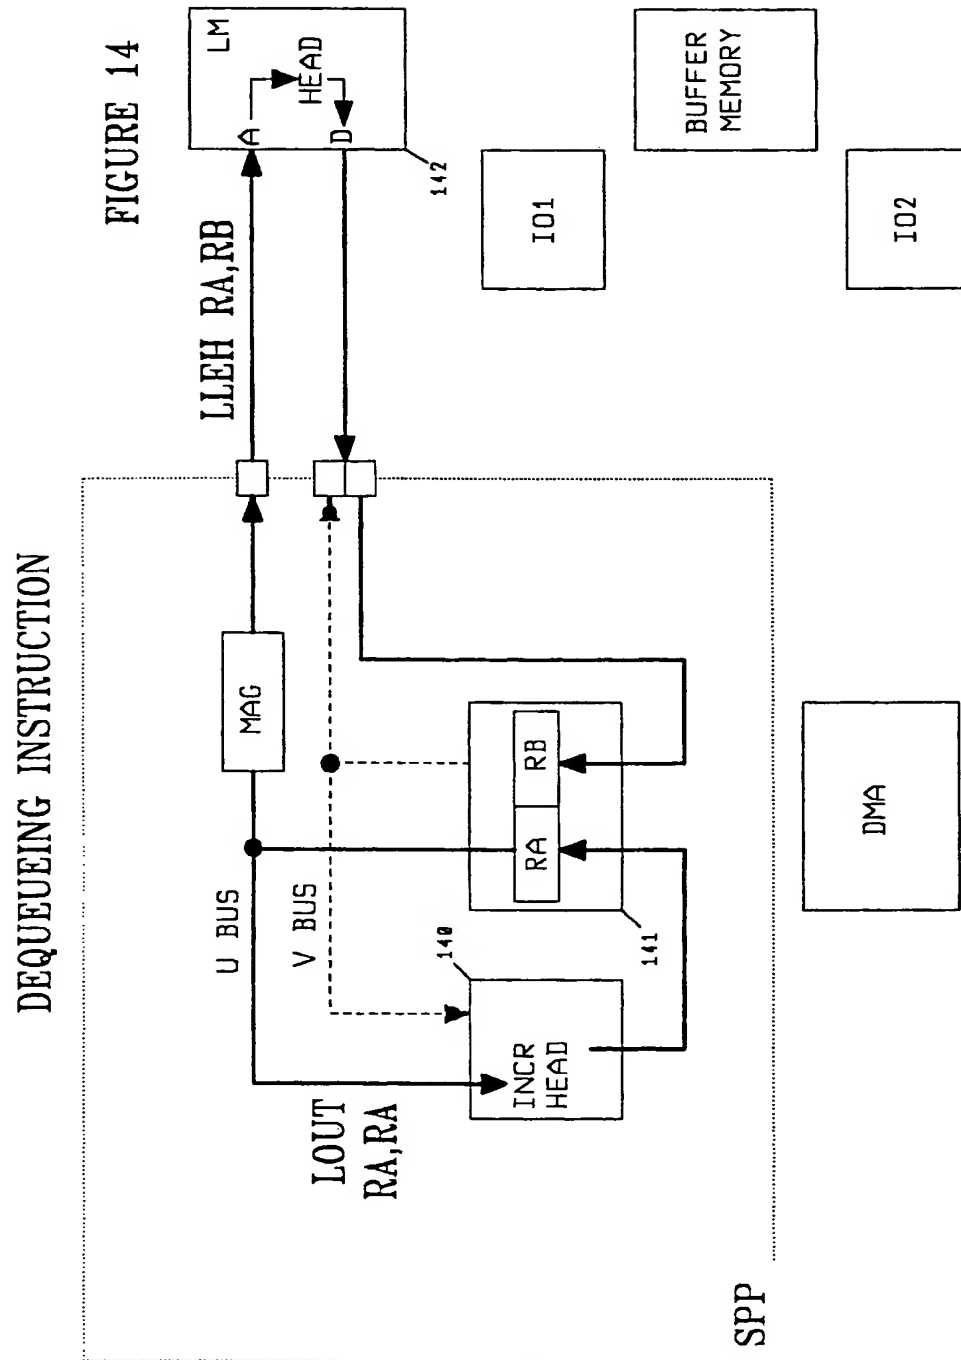 DEQUEUEING INSTRUCTION
FIGURE 14
U BUS
MAG
LLEH RA,RB
A
LM
HEAD
D
142
V BUS
LOUT
RA,RA
140
INCR
HEAD
RA
RB
141
IO1
BUFFER
MEMORY
SPP
DMA
IO2